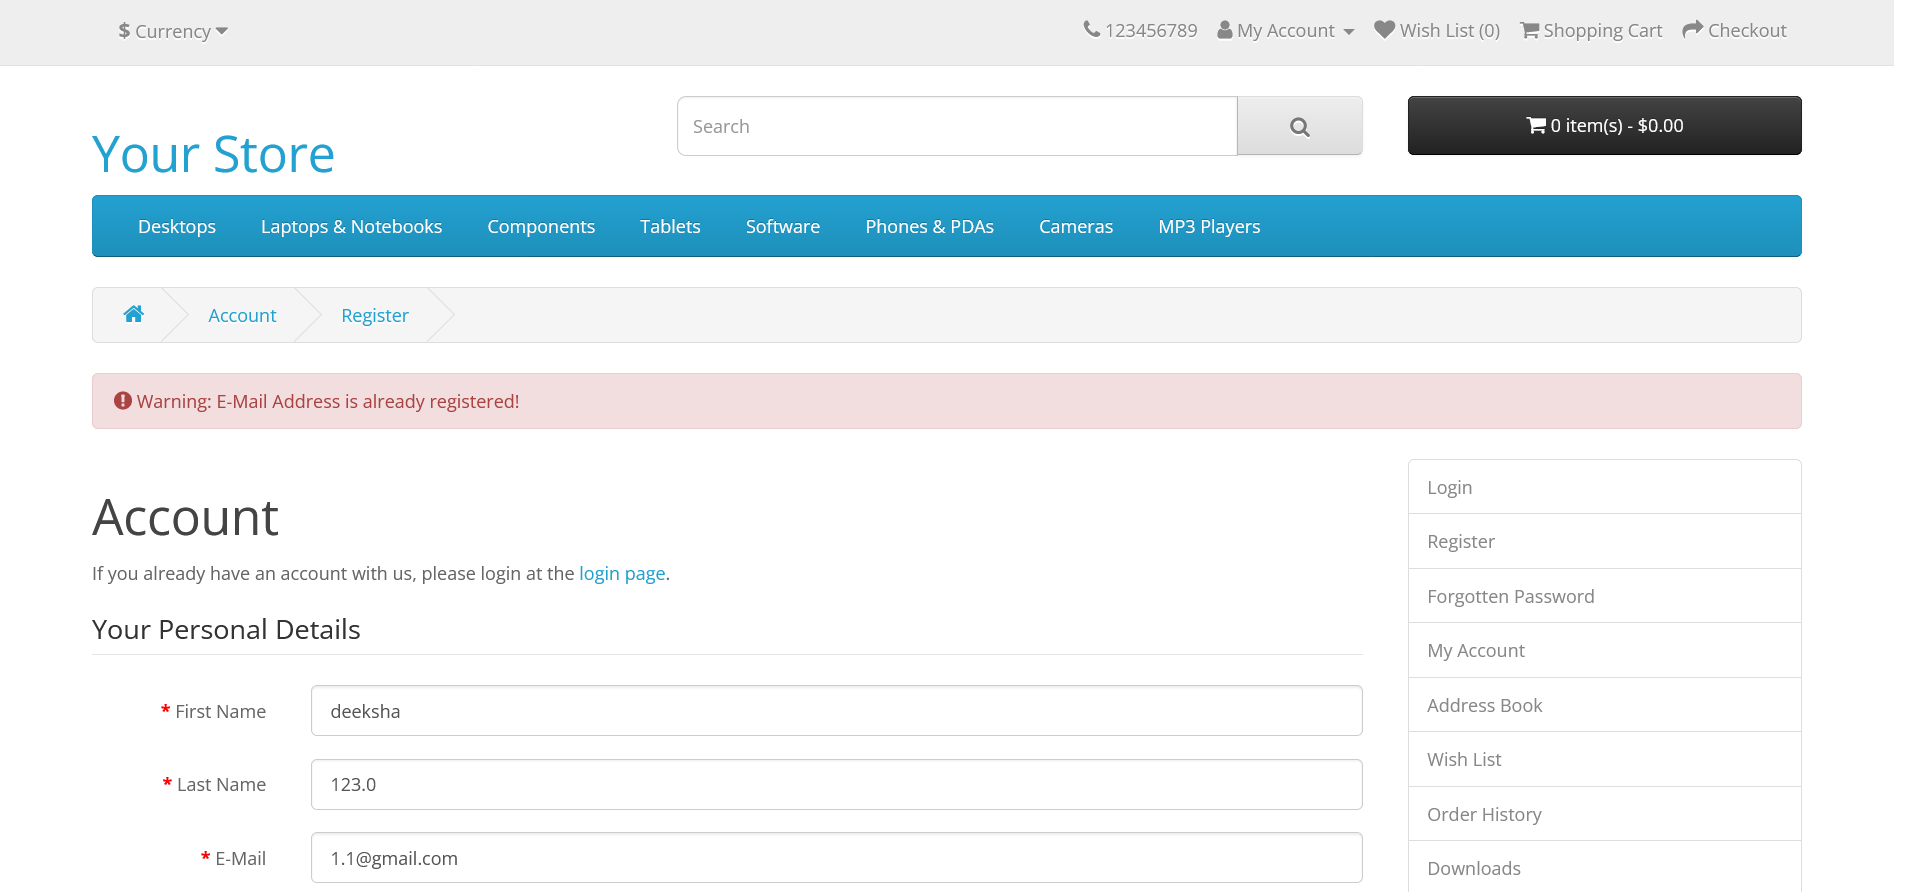 $ Currency
123456789 My Account Wish List (0) Shopping Cart Checkout
Your Store
Search
0 item(s) - $0.00
Desktops Laptops & Notebooks Components Tablets Software Phones & PDAs Cameras MP3 Players
Account Register
Warning: E-Mail Address is already registered!
Account
If you already have an account with us, please login at the login page.
Your Personal Details
* First Name deeksha
* Last Name 123.0
* E-Mail 1.1@gmail.com
Login
Register
Forgotten Password
My Account
Address Book
Wish List
Order History
Downloads